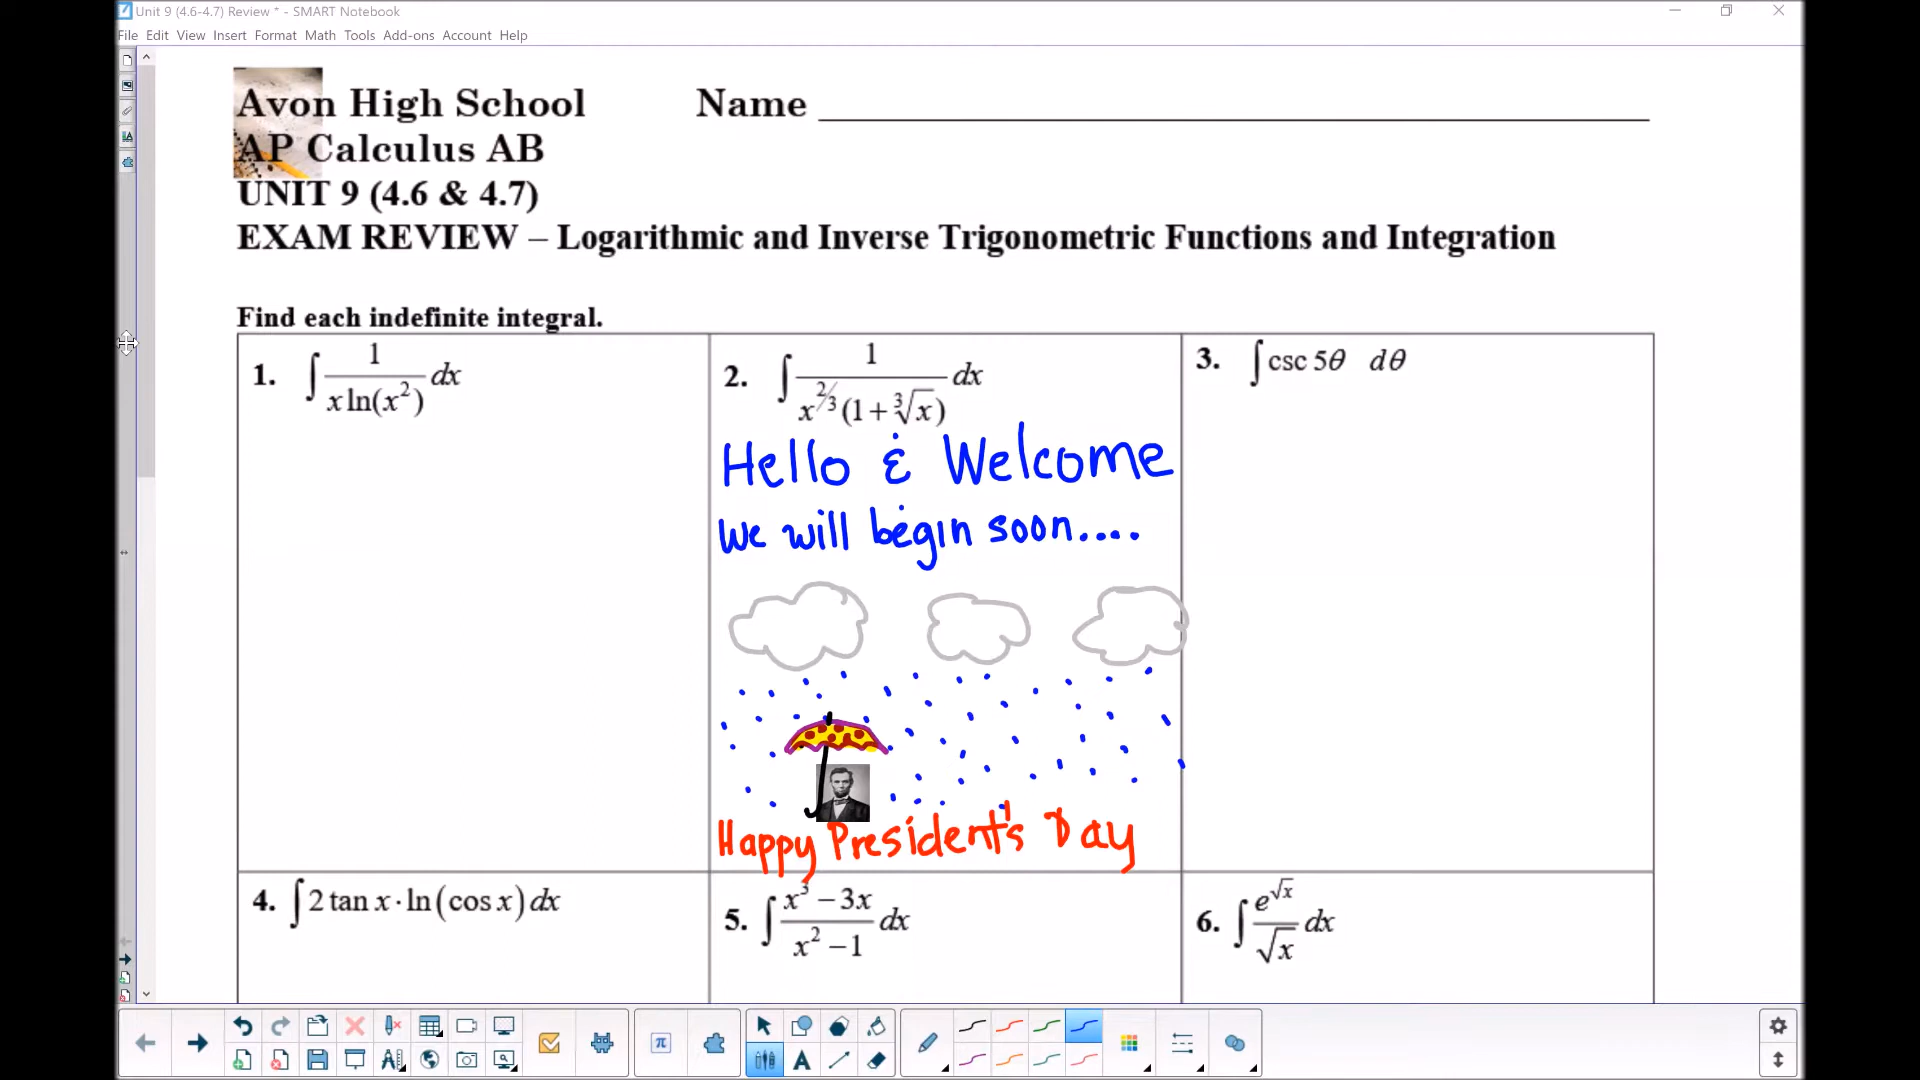 Unit 9 (4.6-4.7) Review * - SMART Notebook
File Edit View Insert Format Math Tools Add-ons Account Help
Avon High School Name ____________
AP Calculus AB
UNIT 9 (4.6 & 4.7)
EXAM REVIEW – Logarithmic and Inverse Trigonometric Functions and Integration
Find each indefinite integral.
1. ∫ 1/(x ln(x²)) dx
2. ∫ 1/(x^(2/3) (1 + ∛x)) dx
3. ∫ csc 5θ dθ
Hello & Welcome
We will begin soon....
Happy President's Day
4. ∫ 2 tan x · ln(cos x) dx
5. ∫ (x³ − 3x)/(x² − 1) dx
6. ∫ e^√x/√x dx